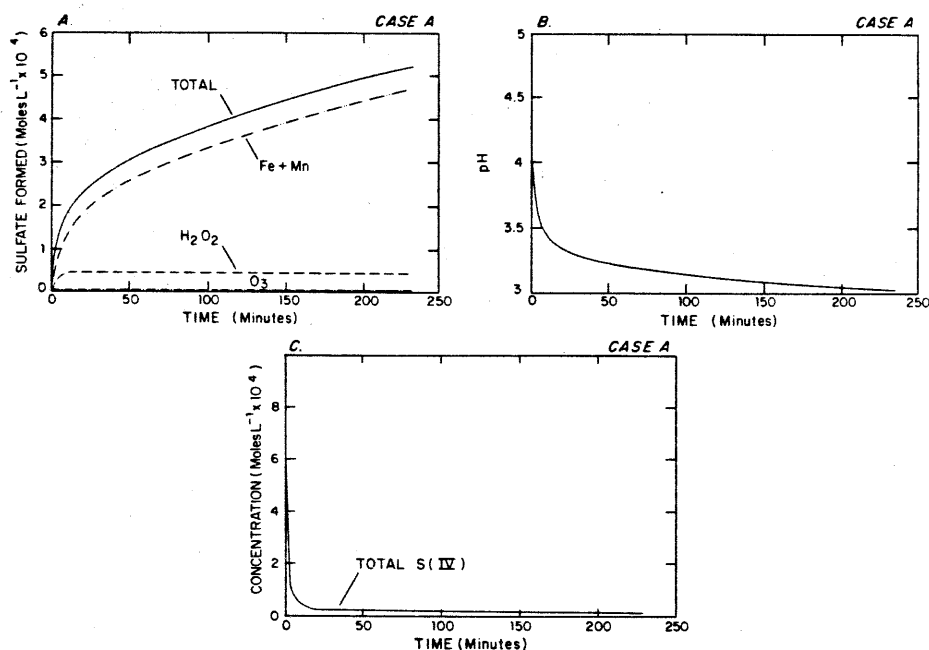 A. CASE A
SULFATE FORMED (Moles L⁻¹ x 10⁴)
6
5
4
3
2
1
0
TOTAL
Fe + Mn
H₂O₂
O₃
0 50 100 150 200 250
TIME (Minutes)
B. CASE A
pH
5
4.5
4
3.5
3
0 50 100 150 200 250
TIME (Minutes)
C. CASE A
CONCENTRATION (Moles L⁻¹ x 10⁴)
8
6
4
2
0
TOTAL S(IV)
0 50 100 150 200 250
TIME (Minutes)